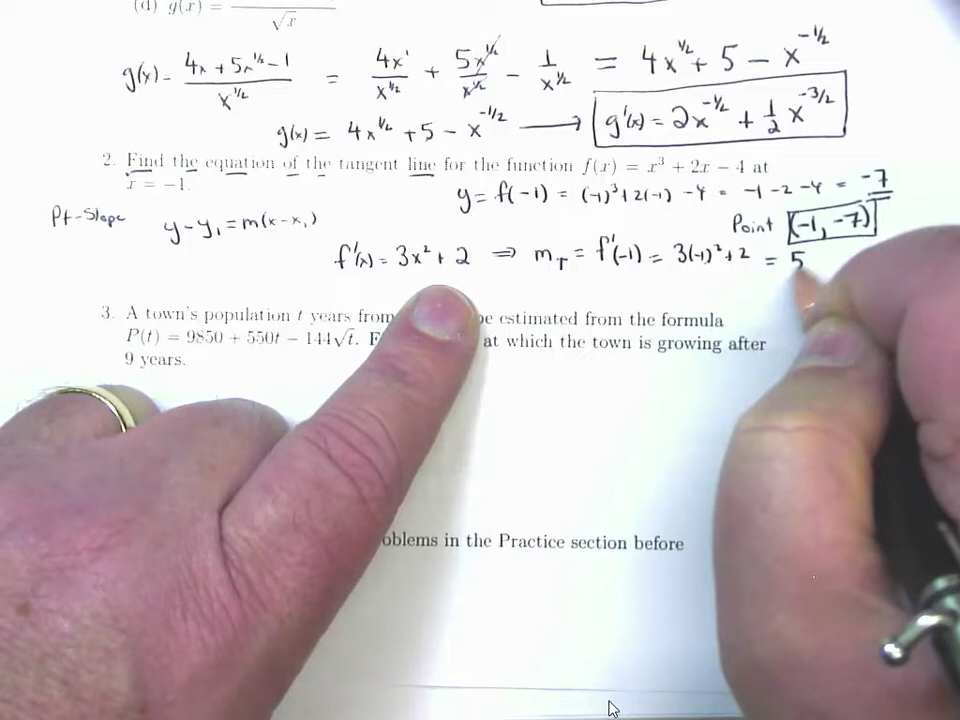 (d) g(x) =
√x
g(x) = (4x + 5x^1/2 - 1)/x^1/2 = 4x^1/x^1/2 + 5x^1/2/x^1/2 - 1/x^1/2 = 4x^1/2 + 5 - x^-1/2
g(x) = 4x^1/2 + 5 - x^-1/2 → g'(x) = 2x^-1/2 + 1/2 x^-3/2
2. Find the equation of the tangent line for the function f(x) = x³ + 2x − 4 at
x = −1.
y = f(-1) = (-1)³ + 2(-1) - 4 = -1 - 2 - 4 = -7
Pt-Slope y - y₁ = m(x - x₁)
Point (-1, -7)
f'(x) = 3x² + 2 ⇒ m_T = f'(-1) = 3(-1)² + 2 = 5
3. A town's population t years from be estimated from the formula
P(t) = 9850 + 550t − 144√t. at which the town is growing after
9 years.
oblems in the Practice section before